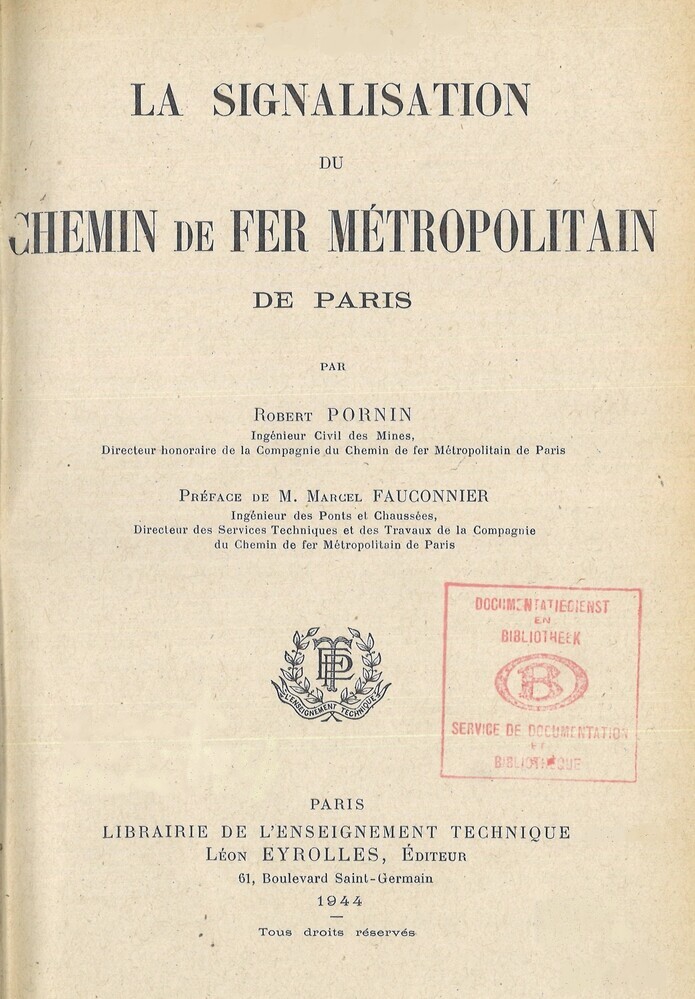 LA SIGNALISATION
DU
CHEMIN DE FER MÉTROPOLITAIN
DE PARIS
PAR
ROBERT PORNIN
Ingénieur Civil des Mines,
Directeur honoraire de la Compagnie du Chemin de fer Métropolitain de Paris
PRÉFACE DE M. MARCEL FAUCONNIER
Ingénieur des Ponts et Chaussées,
Directeur des Services Techniques et des Travaux de la Compagnie
du Chemin de fer Métropolitain de Paris
DOCUMENTATIEDIENST
EN
BIBLIOTHEEK
B
SERVICE DE DOCUMENTATION
ET
BIBLIOTHEQUE
L'ENSEIGNEMENT TECHNIQUE
PARIS
LIBRAIRIE DE L'ENSEIGNEMENT TECHNIQUE
LÉON EYROLLES, ÉDITEUR
61, Boulevard Saint-Germain
1944
Tous droits réservés